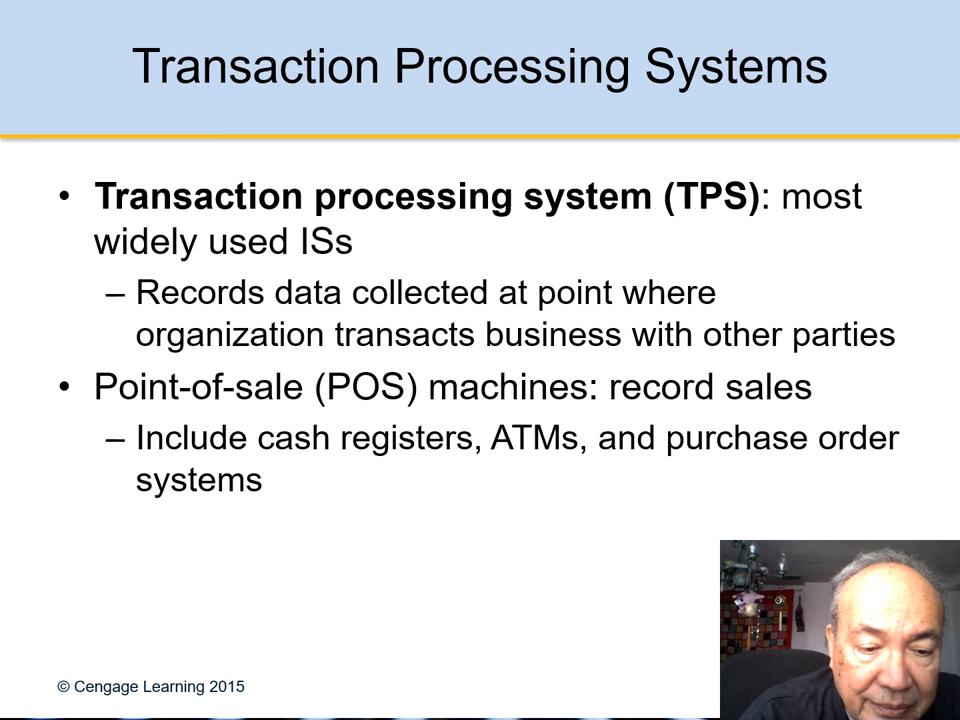 Transaction Processing Systems
• Transaction processing system (TPS): most
widely used ISs
– Records data collected at point where
organization transacts business with other parties
• Point-of-sale (POS) machines: record sales
– Include cash registers, ATMs, and purchase order
systems
© Cengage Learning 2015